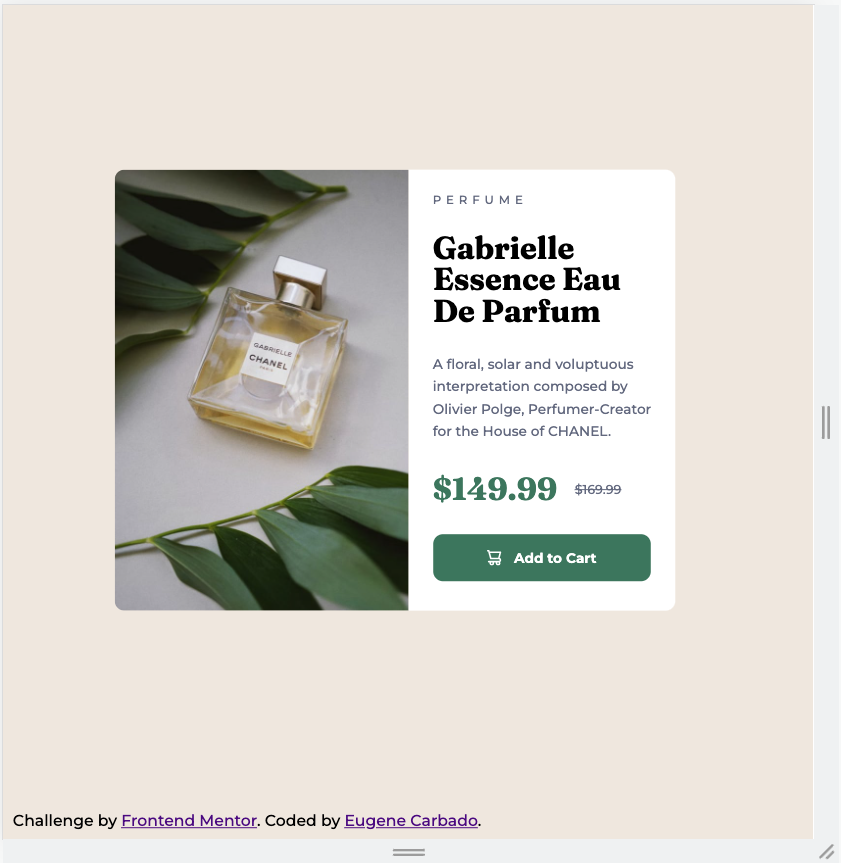 GABRIELLE
CHANEL
PARIS
PERFUME
Gabrielle
Essence Eau
De Parfum
A floral, solar and voluptuous
interpretation composed by
Olivier Polge, Perfumer-Creator
for the House of CHANEL.
$149.99 $169.99
Add to Cart
Challenge by Frontend Mentor. Coded by Eugene Carbado.